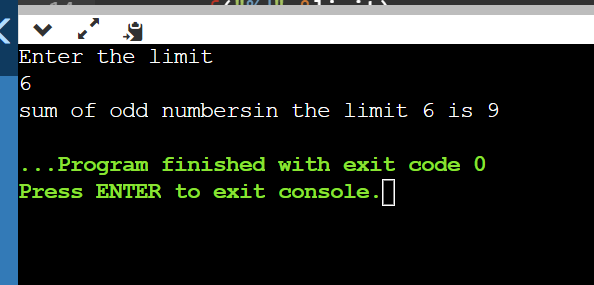 Enter the limit
6
sum of odd numbersin the limit 6 is 9
...Program finished with exit code 0
Press ENTER to exit console.